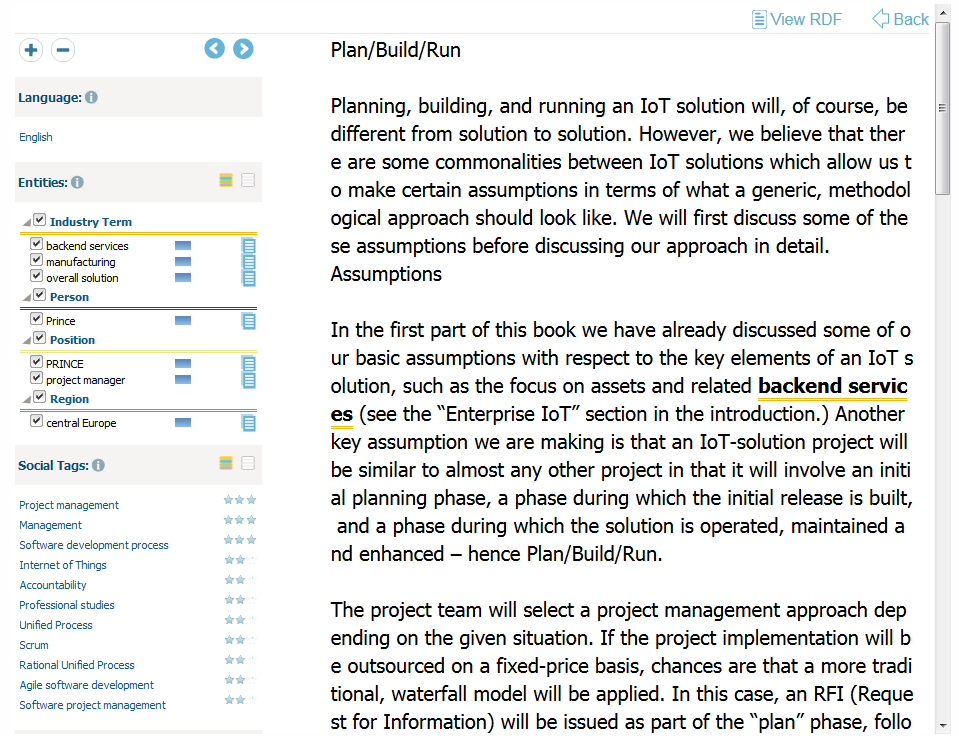 View RDF
Back
Language:
English
Entities:
Industry Term
backend services
manufacturing
overall solution
Person
Prince
Position
PRINCE
project manager
Region
central Europe
Social Tags:
Project management
Management
Software development process
Internet of Things
Accountability
Professional studies
Unified Process
Scrum
Rational Unified Process
Agile software development
Software project management
Plan/Build/Run
Planning, building, and running an IoT solution will, of course, be
different from solution to solution. However, we believe that ther
e are some commonalities between IoT solutions which allow us t
o make certain assumptions in terms of what a generic, methodol
ogical approach should look like. We will first discuss some of the
se assumptions before discussing our approach in detail.
Assumptions
In the first part of this book we have already discussed some of o
ur basic assumptions with respect to the key elements of an IoT s
olution, such as the focus on assets and related backend servic
es (see the “Enterprise IoT” section in the introduction.) Another
key assumption we are making is that an IoT-solution project will
be similar to almost any other project in that it will involve an initi
al planning phase, a phase during which the initial release is built,
and a phase during which the solution is operated, maintained a
nd enhanced – hence Plan/Build/Run.
The project team will select a project management approach dep
ending on the given situation. If the project implementation will b
e outsourced on a fixed-price basis, chances are that a more tradi
tional, waterfall model will be applied. In this case, an RFI (Reque
st for Information) will be issued as part of the “plan” phase, follo